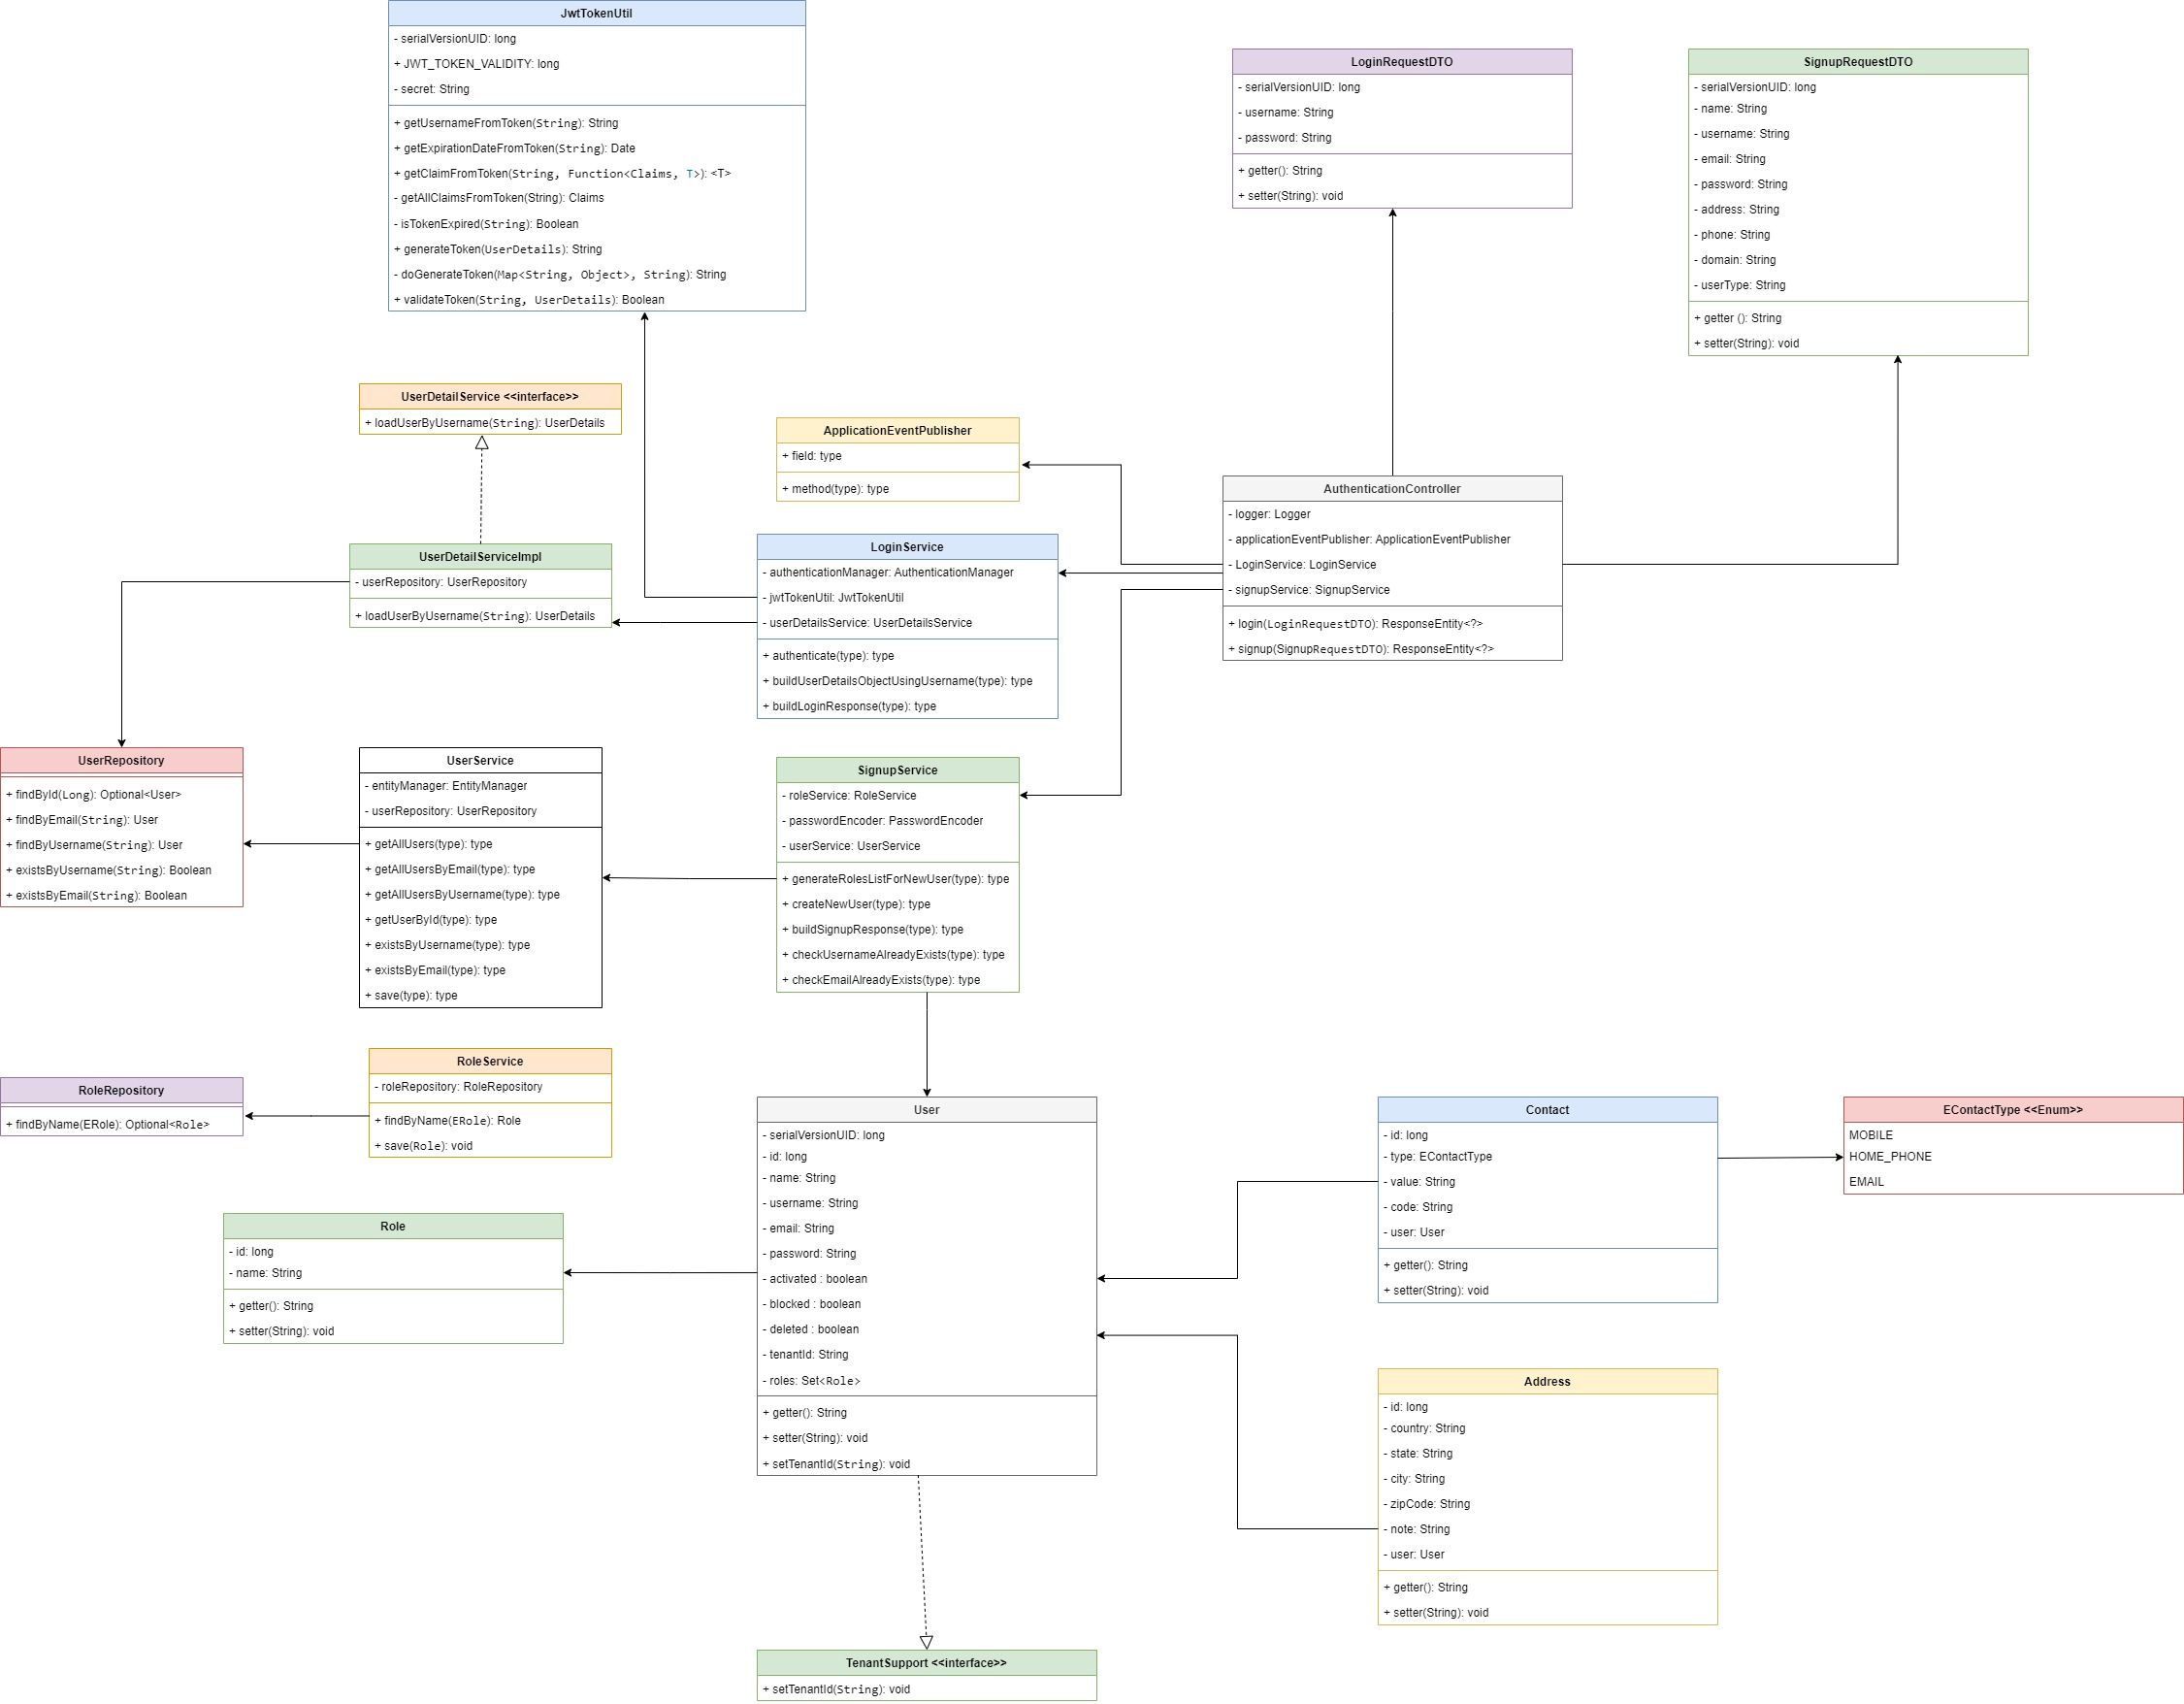 JwtTokenUtil
- serialVersionUID: long
+ JWT_TOKEN_VALIDITY: long
- secret: String
+ getUsernameFromToken(String): String
+ getExpirationDateFromToken(String): Date
+ getClaimFromToken(String, Function<Claims, T>): <T>
- getAllClaimsFromToken(String): Claims
- isTokenExpired(String): Boolean
+ generateToken(UserDetails): String
- doGenerateToken(Map<String, Object>, String): String
+ validateToken(String, UserDetails): Boolean
LoginRequestDTO
- serialVersionUID: long
- username: String
- password: String
+ getter(): String
+ setter(String): void
SignupRequestDTO
- serialVersionUID: long
- name: String
- username: String
- email: String
- password: String
- address: String
- phone: String
- domain: String
- userType: String
+ getter (): String
+ setter(String): void
UserDetailService <<interface>>
+ loadUserByUsername(String): UserDetails
ApplicationEventPublisher
+ field: type
+ method(type): type
AuthenticationController
- logger: Logger
- applicationEventPublisher: ApplicationEventPublisher
- LoginService: LoginService
- signupService: SignupService
+ login(LoginRequestDTO): ResponseEntity<?>
+ signup(SignupRequestDTO): ResponseEntity<?>
UserDetailServiceImpl
- userRepository: UserRepository
+ loadUserByUsername(String): UserDetails
LoginService
- authenticationManager: AuthenticationManager
- jwtTokenUtil: JwtTokenUtil
- userDetailsService: UserDetailsService
+ authenticate(type): type
+ buildUserDetailsObjectUsingUsername(type): type
+ buildLoginResponse(type): type
UserRepository
+ findById(Long): Optional<User>
+ findByEmail(String): User
+ findByUsername(String): User
+ existsByUsername(String): Boolean
+ existsByEmail(String): Boolean
UserService
- entityManager: EntityManager
- userRepository: UserRepository
+ getAllUsers(type): type
+ getAllUsersByEmail(type): type
+ getAllUsersByUsername(type): type
+ getUserById(type): type
+ existsByUsername(type): type
+ existsByEmail(type): type
+ save(type): type
SignupService
- roleService: RoleService
- passwordEncoder: PasswordEncoder
- userService: UserService
+ generateRolesListForNewUser(type): type
+ createNewUser(type): type
+ buildSignupResponse(type): type
+ checkUsernameAlreadyExists(type): type
+ checkEmailAlreadyExists(type): type
RoleRepository
+ findByName(ERole): Optional<Role>
RoleService
- roleRepository: RoleRepository
+ findByName(ERole): Role
+ save(Role): void
User
- serialVersionUID: long
- id: long
- name: String
- username: String
- email: String
- password: String
- activated : boolean
- blocked : boolean
- deleted : boolean
- tenantId: String
- roles: Set<Role>
+ getter(): String
+ setter(String): void
+ setTenantId(String): void
Contact
- id: long
- type: EContactType
- value: String
- code: String
- user: User
+ getter(): String
+ setter(String): void
EContactType <<Enum>>
MOBILE
HOME_PHONE
EMAIL
Role
- id: long
- name: String
+ getter(): String
+ setter(String): void
Address
- id: long
- country: String
- state: String
- city: String
- zipCode: String
- note: String
- user: User
+ getter(): String
+ setter(String): void
TenantSupport <<interface>>
+ setTenantId(String): void